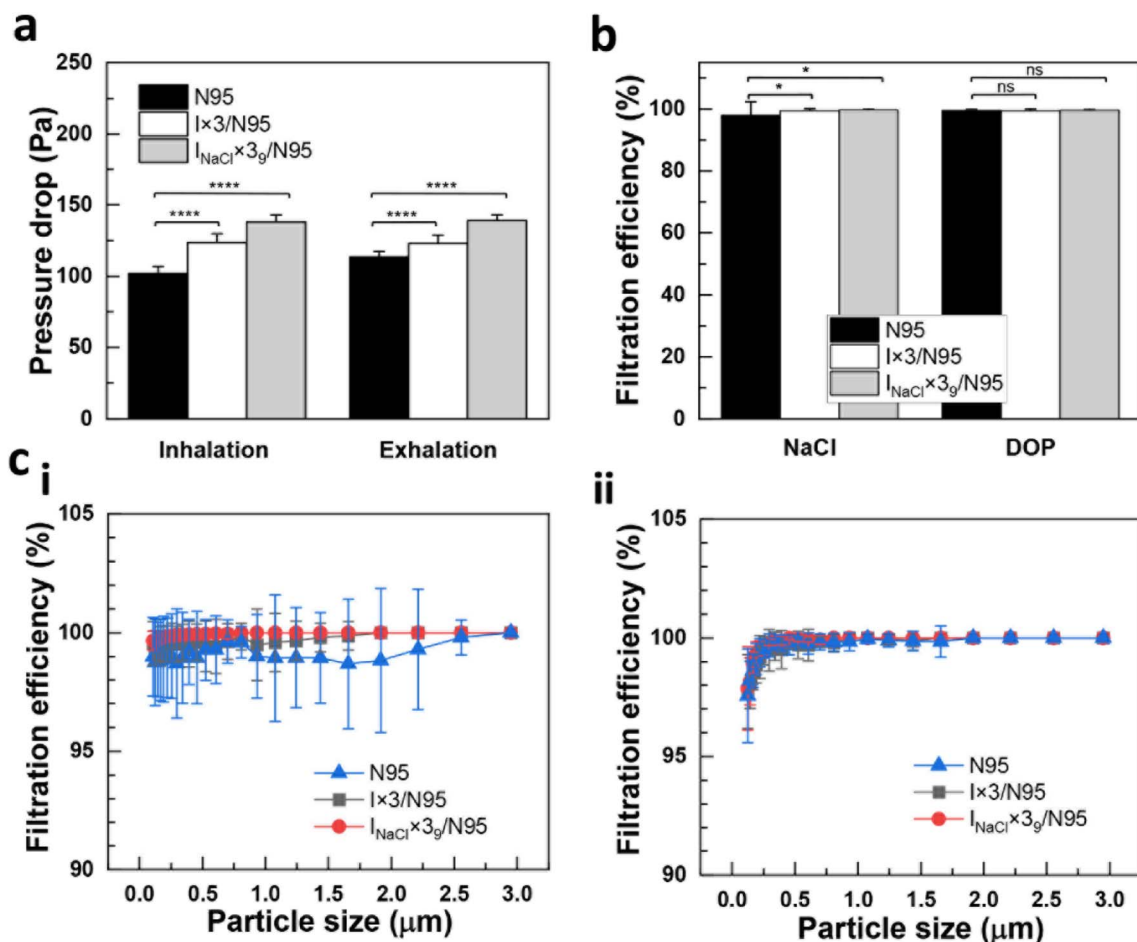 a
Pressure drop (Pa)
250
200
150
100
50
0
N95
I×3/N95
I_NaCl×3_9/N95
****
****
****
****
Inhalation
Exhalation
b
Filtration efficiency (%)
100
80
60
40
20
0
*
*
ns
ns
N95
I×3/N95
I_NaCl×3_9/N95
NaCl
DOP
c
i
Filtration efficiency (%)
105
100
95
90
N95
I×3/N95
I_NaCl×3_9/N95
0.0 0.5 1.0 1.5 2.0 2.5 3.0
Particle size (μm)
ii
Filtration efficiency (%)
105
100
95
90
N95
I×3/N95
I_NaCl×3_9/N95
0.0 0.5 1.0 1.5 2.0 2.5 3.0
Particle size (μm)